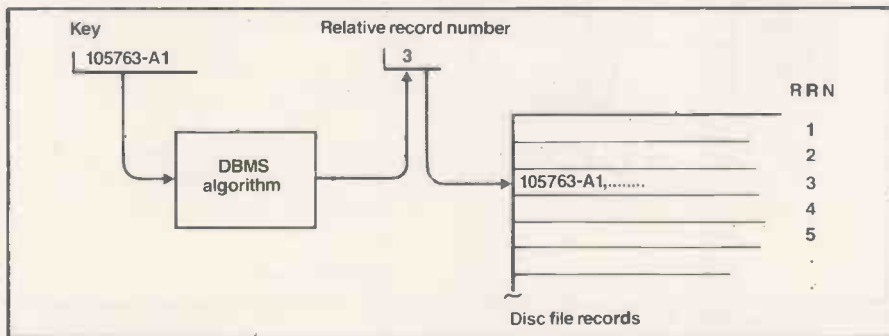 Key
105763-A1
Relative record number
3
DBMS
algorithm
RRN
1
2
105763-A1,........
3
4
5
.
.
Disc file records